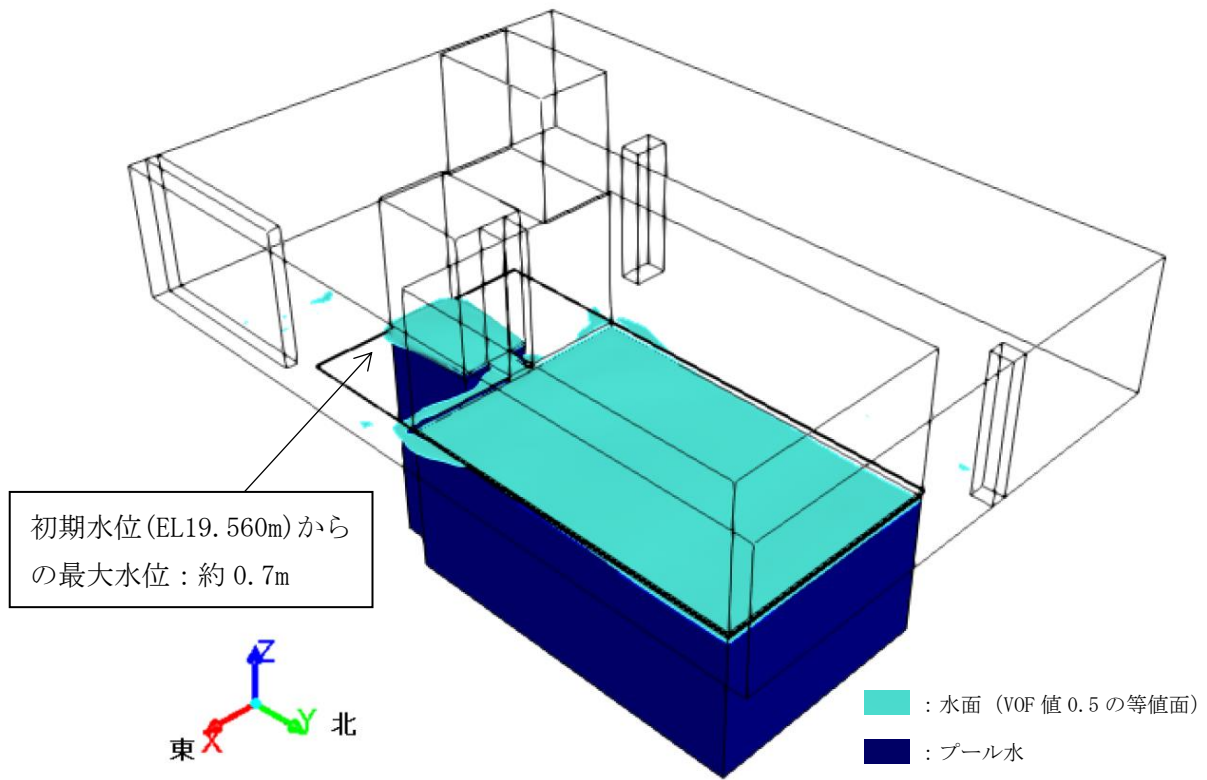 初期水位(EL19.560m)から
の最大水位：約 0.7m
Z
Y
北
東
X
：水面（VOF 値 0.5 の等値面）
：プール水